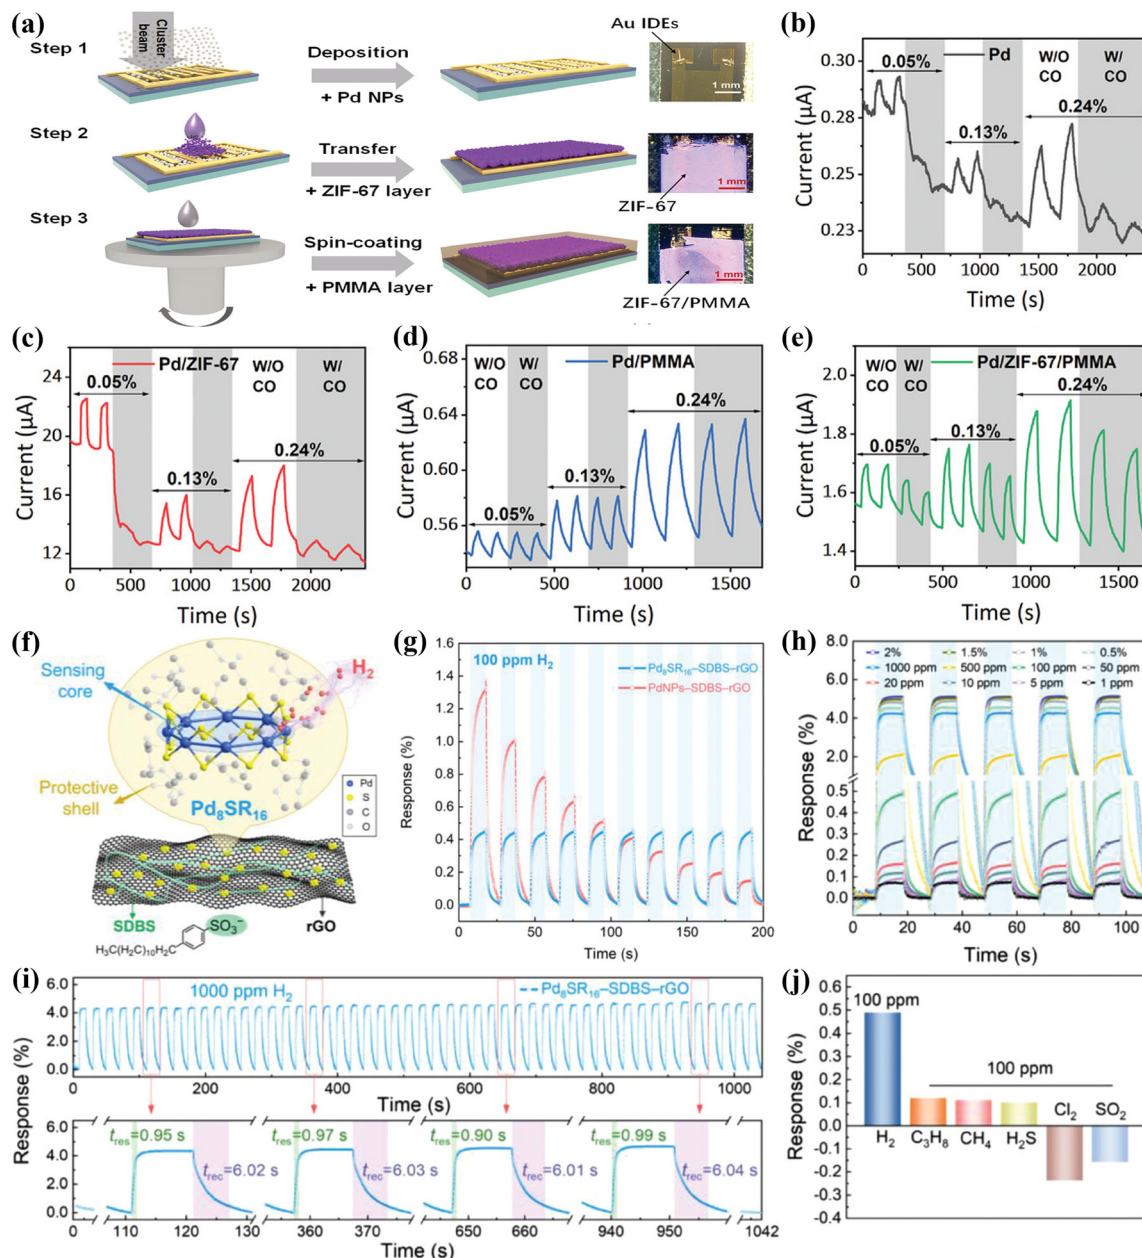 (a)
Step 1
Cluster
beam
Deposition
+ Pd NPs
Au IDEs
1 mm
Step 2
Transfer
+ ZIF-67 layer
1 mm
ZIF-67
Step 3
Spin-coating
+ PMMA layer
1 mm
ZIF-67/PMMA
(b)
Current (μA)
0.30
0.28
0.25
0.23
0.05%
Pd
W/O
CO
W/
CO
0.13%
0.24%
0 500 1000 1500 2000
Time (s)
(c)
Current (μA)
24
20
16
12
Pd/ZIF-67
0.05%
W/O
CO
W/
CO
0.24%
0.13%
0 500 1000 1500 2000
Time (s)
(d)
Current (μA)
0.68
0.64
0.60
0.56
W/O
CO
W/
CO
Pd/PMMA
0.24%
0.13%
0.05%
0 500 1000 1500
Time (s)
(e)
Current (μA)
2.0
1.8
1.6
1.4
W/O
CO
W/
CO
Pd/ZIF-67/PMMA
0.24%
0.13%
0.05%
0 500 1000 1500
Time (s)
(f)
Sensing
core
H2
Protective
shell
Pd8SR16
Pd
S
C
O
SDBS
rGO
SO3−
H3C(H2C)10H2C
(g)
Response (%)
1.6
1.4
1.2
1.0
0.8
0.6
0.4
0.2
0.0
100 ppm H2
Pd8SR16–SDBS–rGO
PdNPs–SDBS–rGO
0 50 100 150 200
Time (s)
(h)
Response (%)
8.0
6.0
4.0
2.0
0.5
0.3
0.2
0.1
0.0
2% 1.5% 1% 0.5%
1000 ppm 500 ppm 100 ppm 50 ppm
20 ppm 10 ppm 5 ppm 1 ppm
0 20 40 60 80 100
Time (s)
(i)
Response (%)
6.0
4.0
2.0
0.0
1000 ppm H2
Pd8SR16–SDBS–rGO
0 200 400 600 800 1000
Time (s)
6.0
4.0
2.0
0.0
tres=0.95 s
trec=6.02 s
tres=0.97 s
trec=6.03 s
tres=0.90 s
trec=6.01 s
tres=0.99 s
trec=6.04 s
0 110 120 130 360 370 650 660 940 950 1042
Time (s)
(j)
Response (%)
0.6
0.5
0.4
0.3
0.2
0.1
0.0
-0.1
-0.2
-0.3
-0.4
100 ppm
100 ppm
Cl2 SO2
H2 C3H8 CH4 H2S